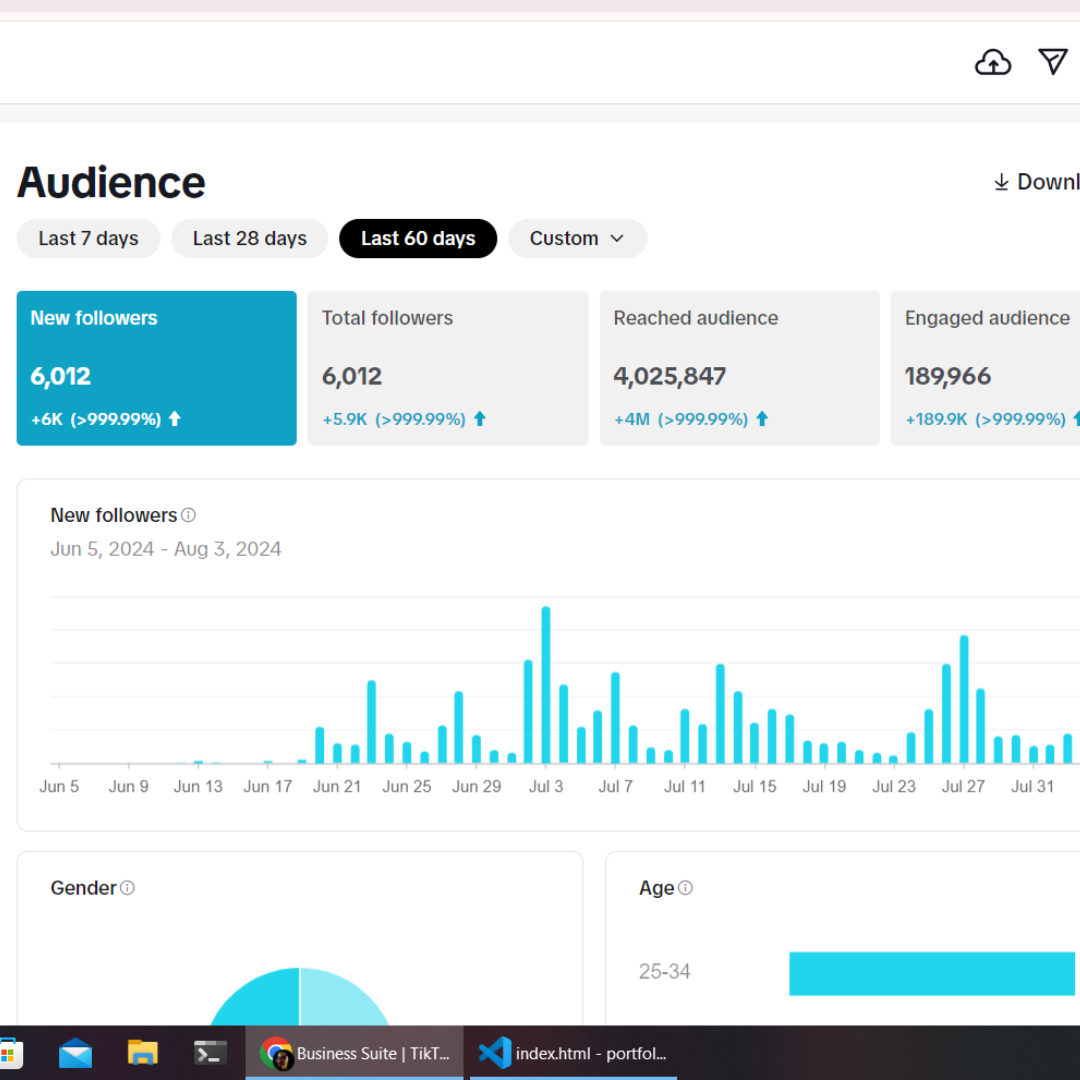 Audience
Downl
Last 7 days Last 28 days Last 60 days Custom
New followers Total followers Reached audience Engaged audience
6,012 6,012 4,025,847 189,966
+6K (>999.99%) +5.9K (>999.99%) +4M (>999.99%) +189.9K (>999.99%)
New followers
Jun 5, 2024 - Aug 3, 2024
Jun 5 Jun 9 Jun 13 Jun 17 Jun 21 Jun 25 Jun 29 Jul 3 Jul 7 Jul 11 Jul 15 Jul 19 Jul 23 Jul 27 Jul 31
Gender Age
25-34
Business Suite | TikT... index.html - portfol...